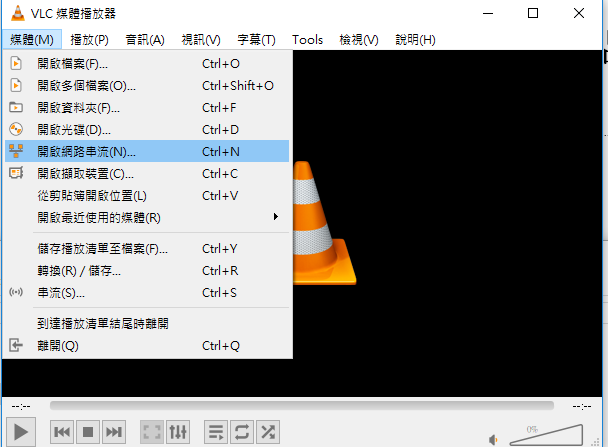 VLC 媒體播放器
媒體(M) 播放(P) 音訊(A) 視訊(V) 字幕(T) Tools 檢視(V) 說明(H)
開啟檔案(F)... Ctrl+O
開啟多個檔案(O)... Ctrl+Shift+O
開啟資料夾(F)... Ctrl+F
開啟光碟(D)... Ctrl+D
開啟網路串流(N)... Ctrl+N
開啟擷取裝置(C)... Ctrl+C
從剪貼簿開啟位置(L) Ctrl+V
開啟最近使用的媒體(R)
儲存播放清單至檔案(F)... Ctrl+Y
轉換(R) / 儲存... Ctrl+R
串流(S)... Ctrl+S
到達播放清單結尾時離開
離開(Q) Ctrl+Q
--:-- --:--
0%